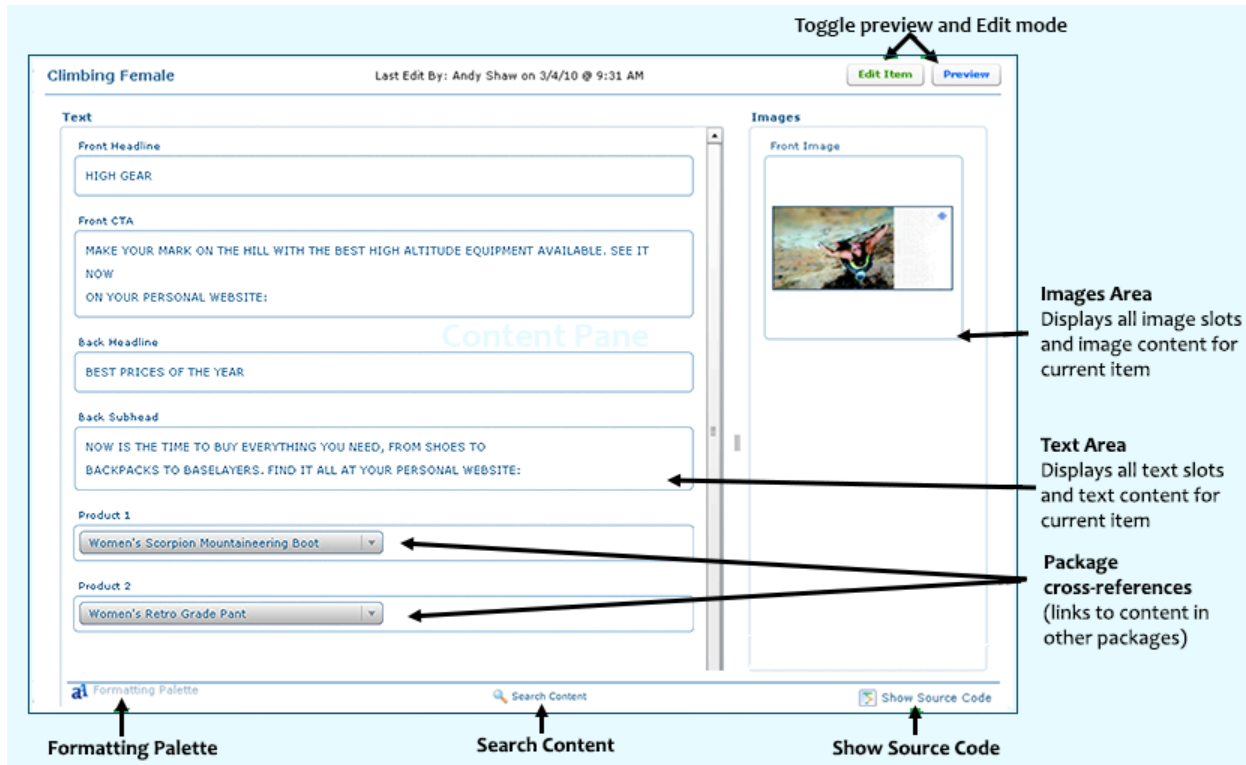 Toggle preview and Edit mode
Climbing Female
Last Edit By: Andy Shaw on 3/4/10 @ 9:31 AM
Edit Item
Preview
Text
Images
Front Headline
HIGH GEAR
Front Image
Front CTA
MAKE YOUR MARK ON THE HILL WITH THE BEST HIGH ALTITUDE EQUIPMENT AVAILABLE. SEE IT
NOW
ON YOUR PERSONAL WEBSITE:
Content Pane
Back Headline
BEST PRICES OF THE YEAR
Back Subhead
NOW IS THE TIME TO BUY EVERYTHING YOU NEED, FROM SHOES TO
BACKPACKS TO BASELAYERS. FIND IT ALL AT YOUR PERSONAL WEBSITE:
Product 1
Women's Scorpion Mountaineering Boot
Product 2
Women's Retro Grade Pant
Images Area
Displays all image slots
and image content for
current item
Text Area
Displays all text slots
and text content for
current item
Package
cross-references
(links to content in
other packages)
Formatting Palette
Search Content
Show Source Code
Formatting Palette
Search Content
Show Source Code